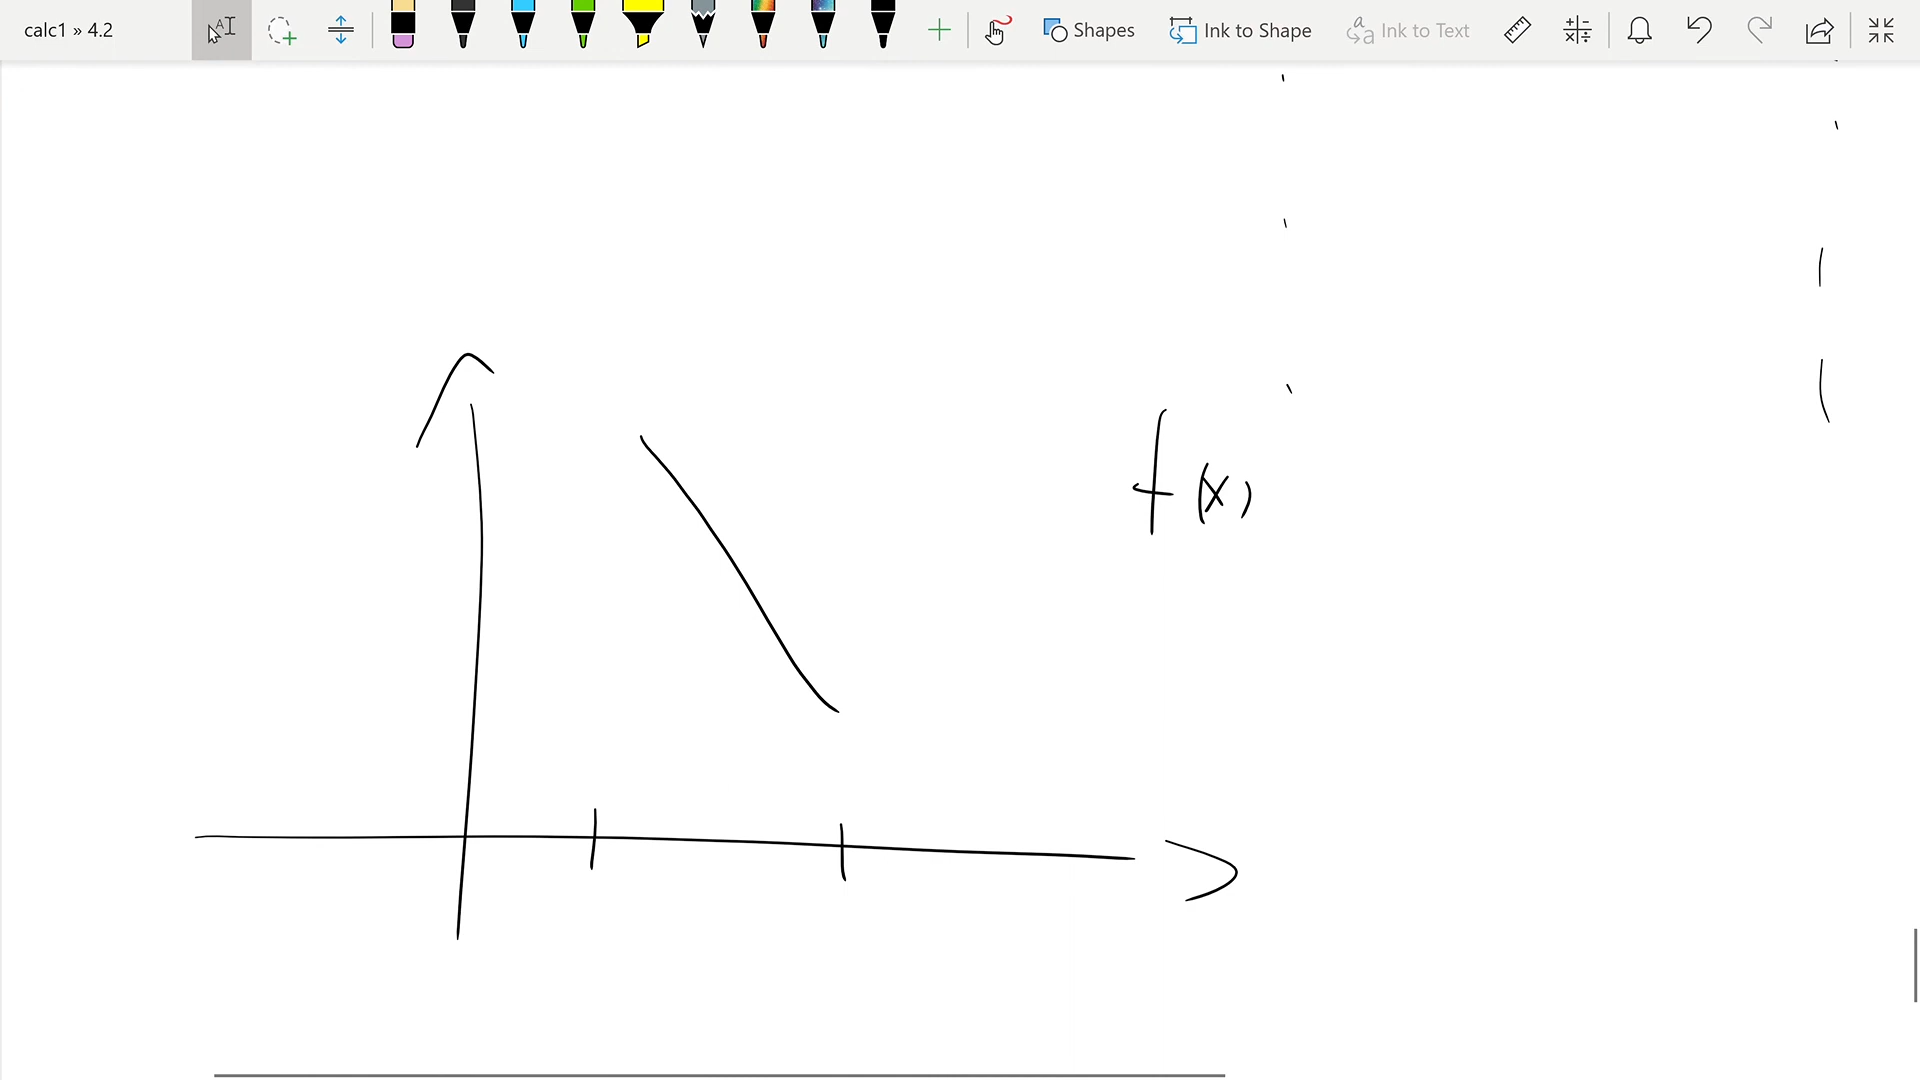 calc1 » 4.2
Shapes
Ink to Shape
Ink to Text
f(x)